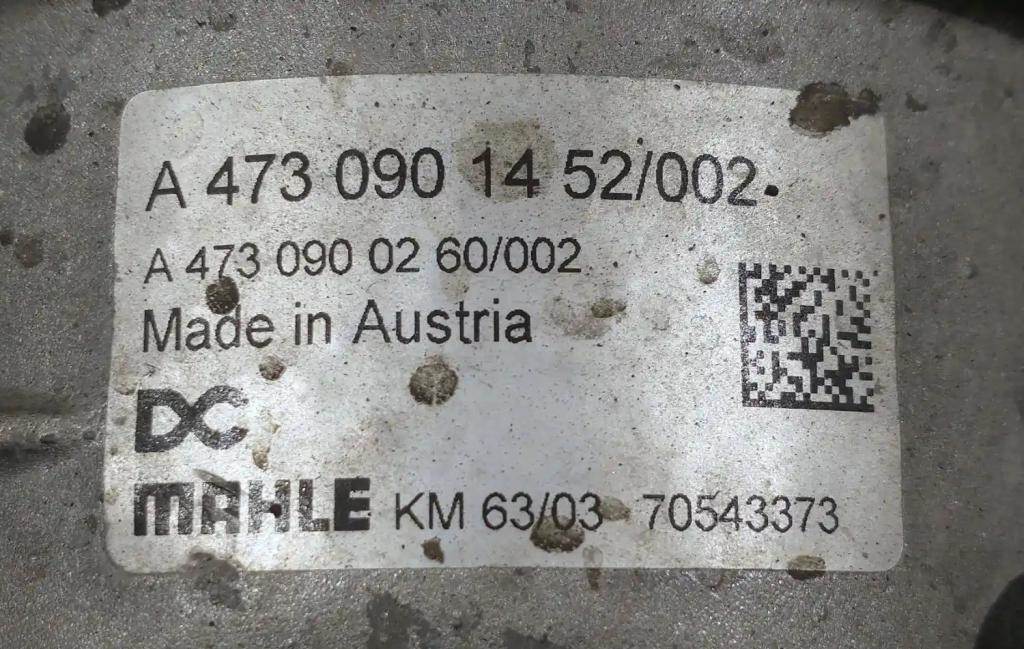 A 473 090 14 52/002
A 473 090 02 60/002
Made in Austria
DC
MAHLE KM 63/03 70543373